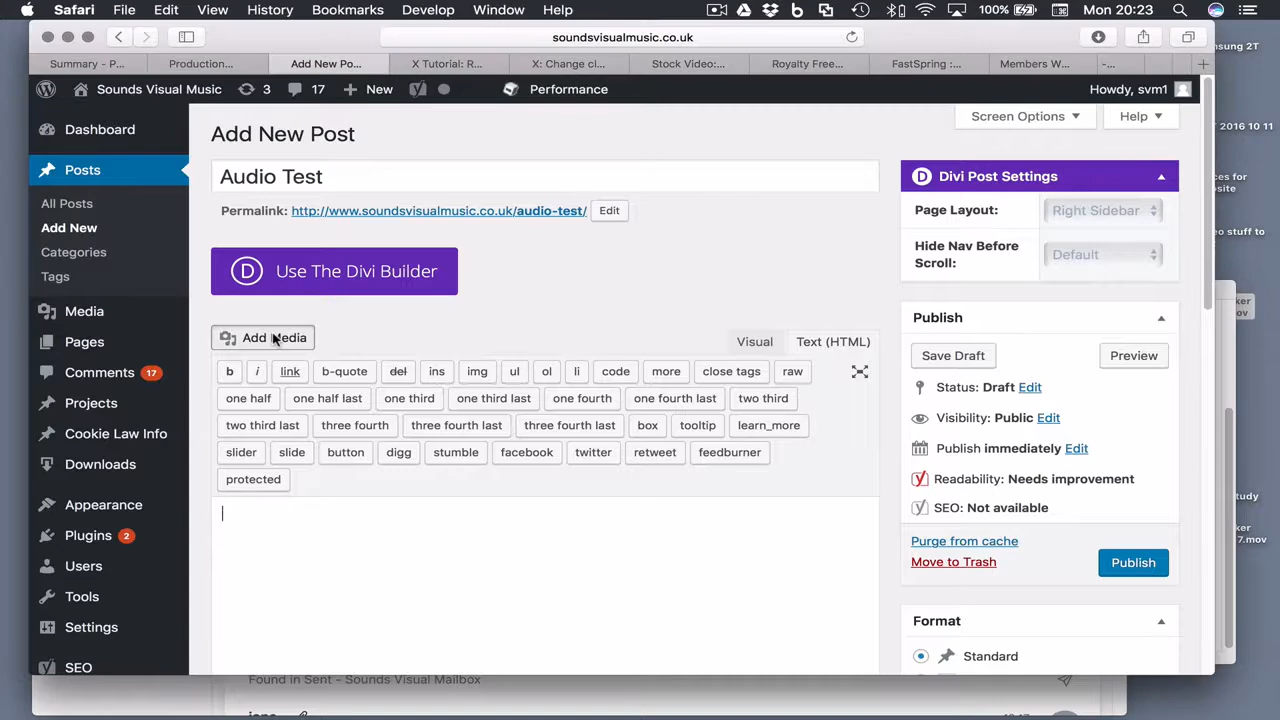 Safari File Edit View History Bookmarks Develop Window Help 100% Mon 20:23
soundsvisualmusic.co.uk
Summary - P... Production... Add New Po... X Tutorial: R... X: Change cl... Stock Video:... Royalty Free... FastSpring :... Members W... -...
Sounds Visual Music 3 17 New Performance Howdy, svm1
Screen Options Help
Dashboard
Posts
All Posts
Add New
Categories
Tags
Media
Pages
Comments 17
Projects
Cookie Law Info
Downloads
Appearance
Plugins 2
Users
Tools
Settings
SEO
Add New Post
Audio Test
Permalink: http://www.soundsvisualmusic.co.uk/audio-test/ Edit
D Use The Divi Builder
Add Media
Visual Text (HTML)
b i link b-quote del ins img ul ol li code more close tags raw
one half one half last one third one third last one fourth one fourth last two third
two third last three fourth three fourth last three fourth last box tooltip learn_more
slider slide button digg stumble facebook twitter retweet feedburner
protected
D Divi Post Settings
Page Layout: Right Sidebar
Hide Nav Before
Scroll: Default
Publish
Save Draft Preview
Status: Draft Edit
Visibility: Public Edit
Publish immediately Edit
Readability: Needs improvement
SEO: Not available
Purge from cache
Move to Trash
Publish
Format
Standard
Found in Sent - Sounds Visual Mailbox
2016 10 11